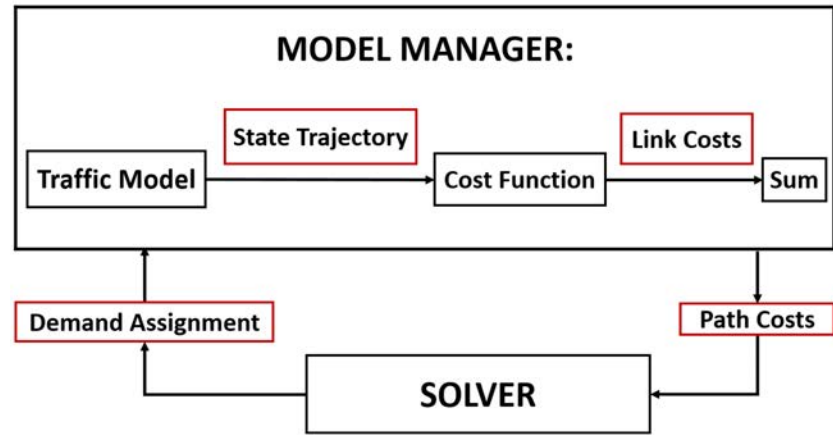 MODEL MANAGER:
State Trajectory
Link Costs
Traffic Model
Cost Function
Sum
Demand Assignment
Path Costs
SOLVER